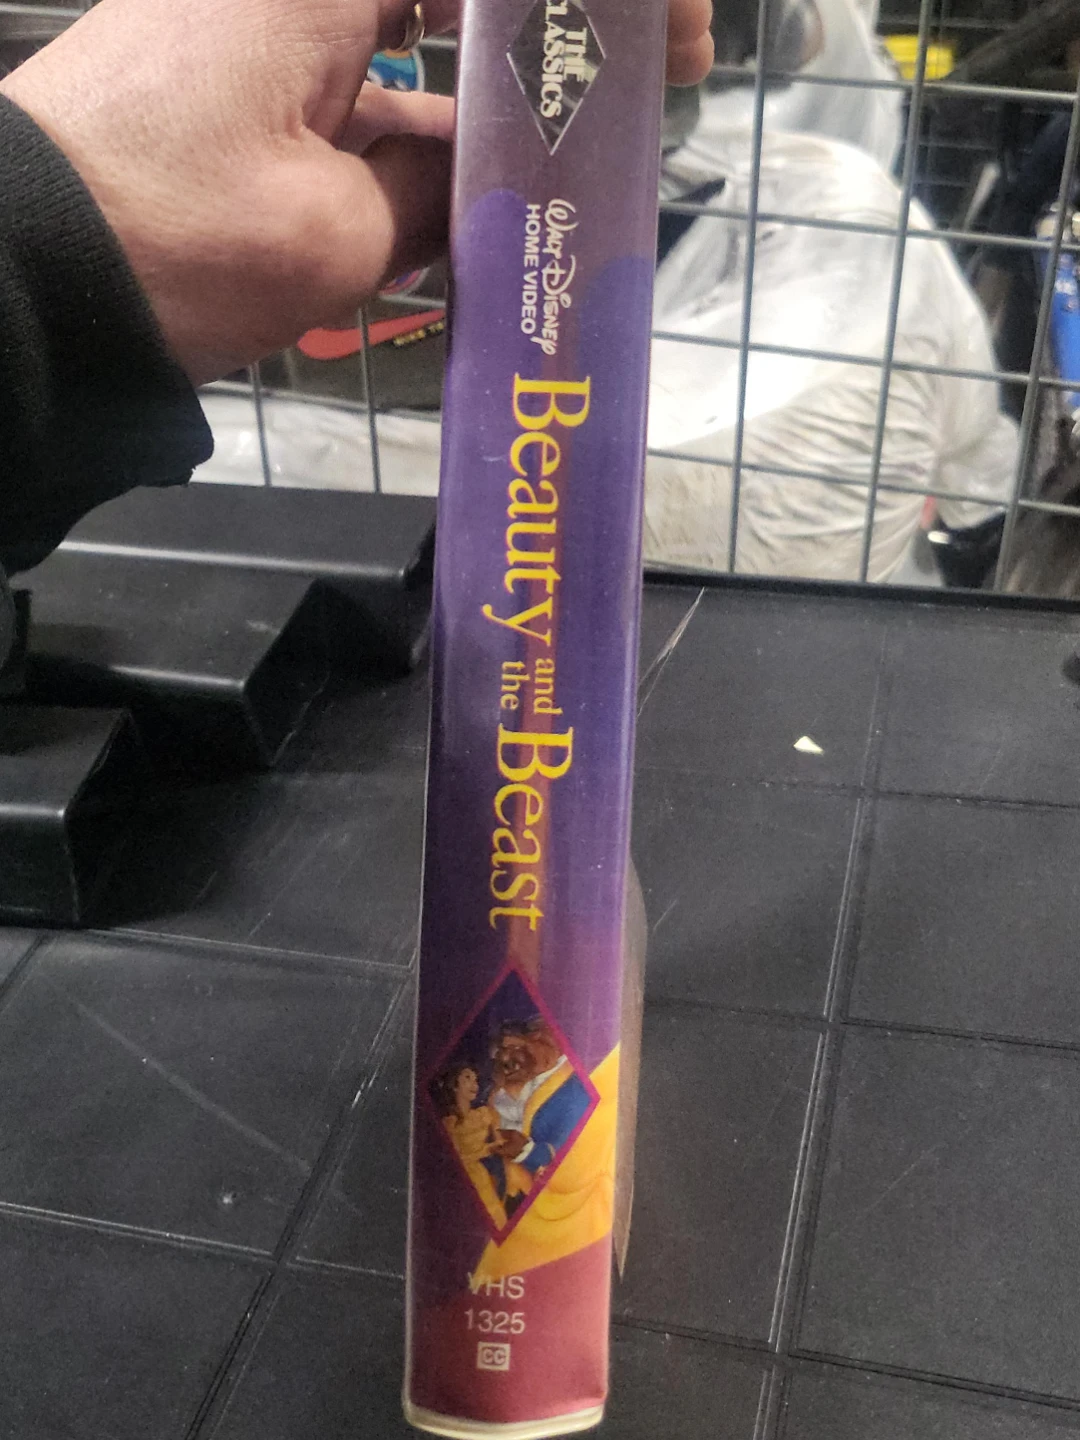 THE
CLASSICS
WALT DISNEY
HOME VIDEO
Beauty and the Beast
VHS
1325
CC